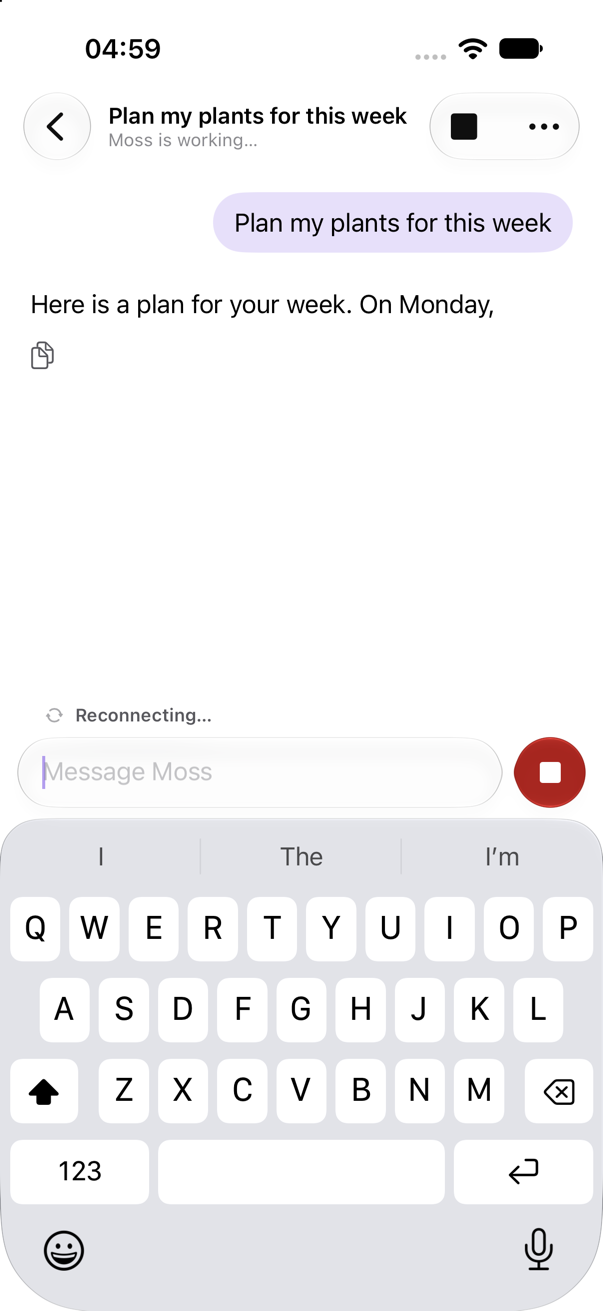 04:59
Plan my plants for this week
Moss is working...
Plan my plants for this week
Here is a plan for your week. On Monday,
Reconnecting...
Message Moss
I The I’m
Q W E R T Y U I O P
A S D F G H J K L
Z X C V B N M
123